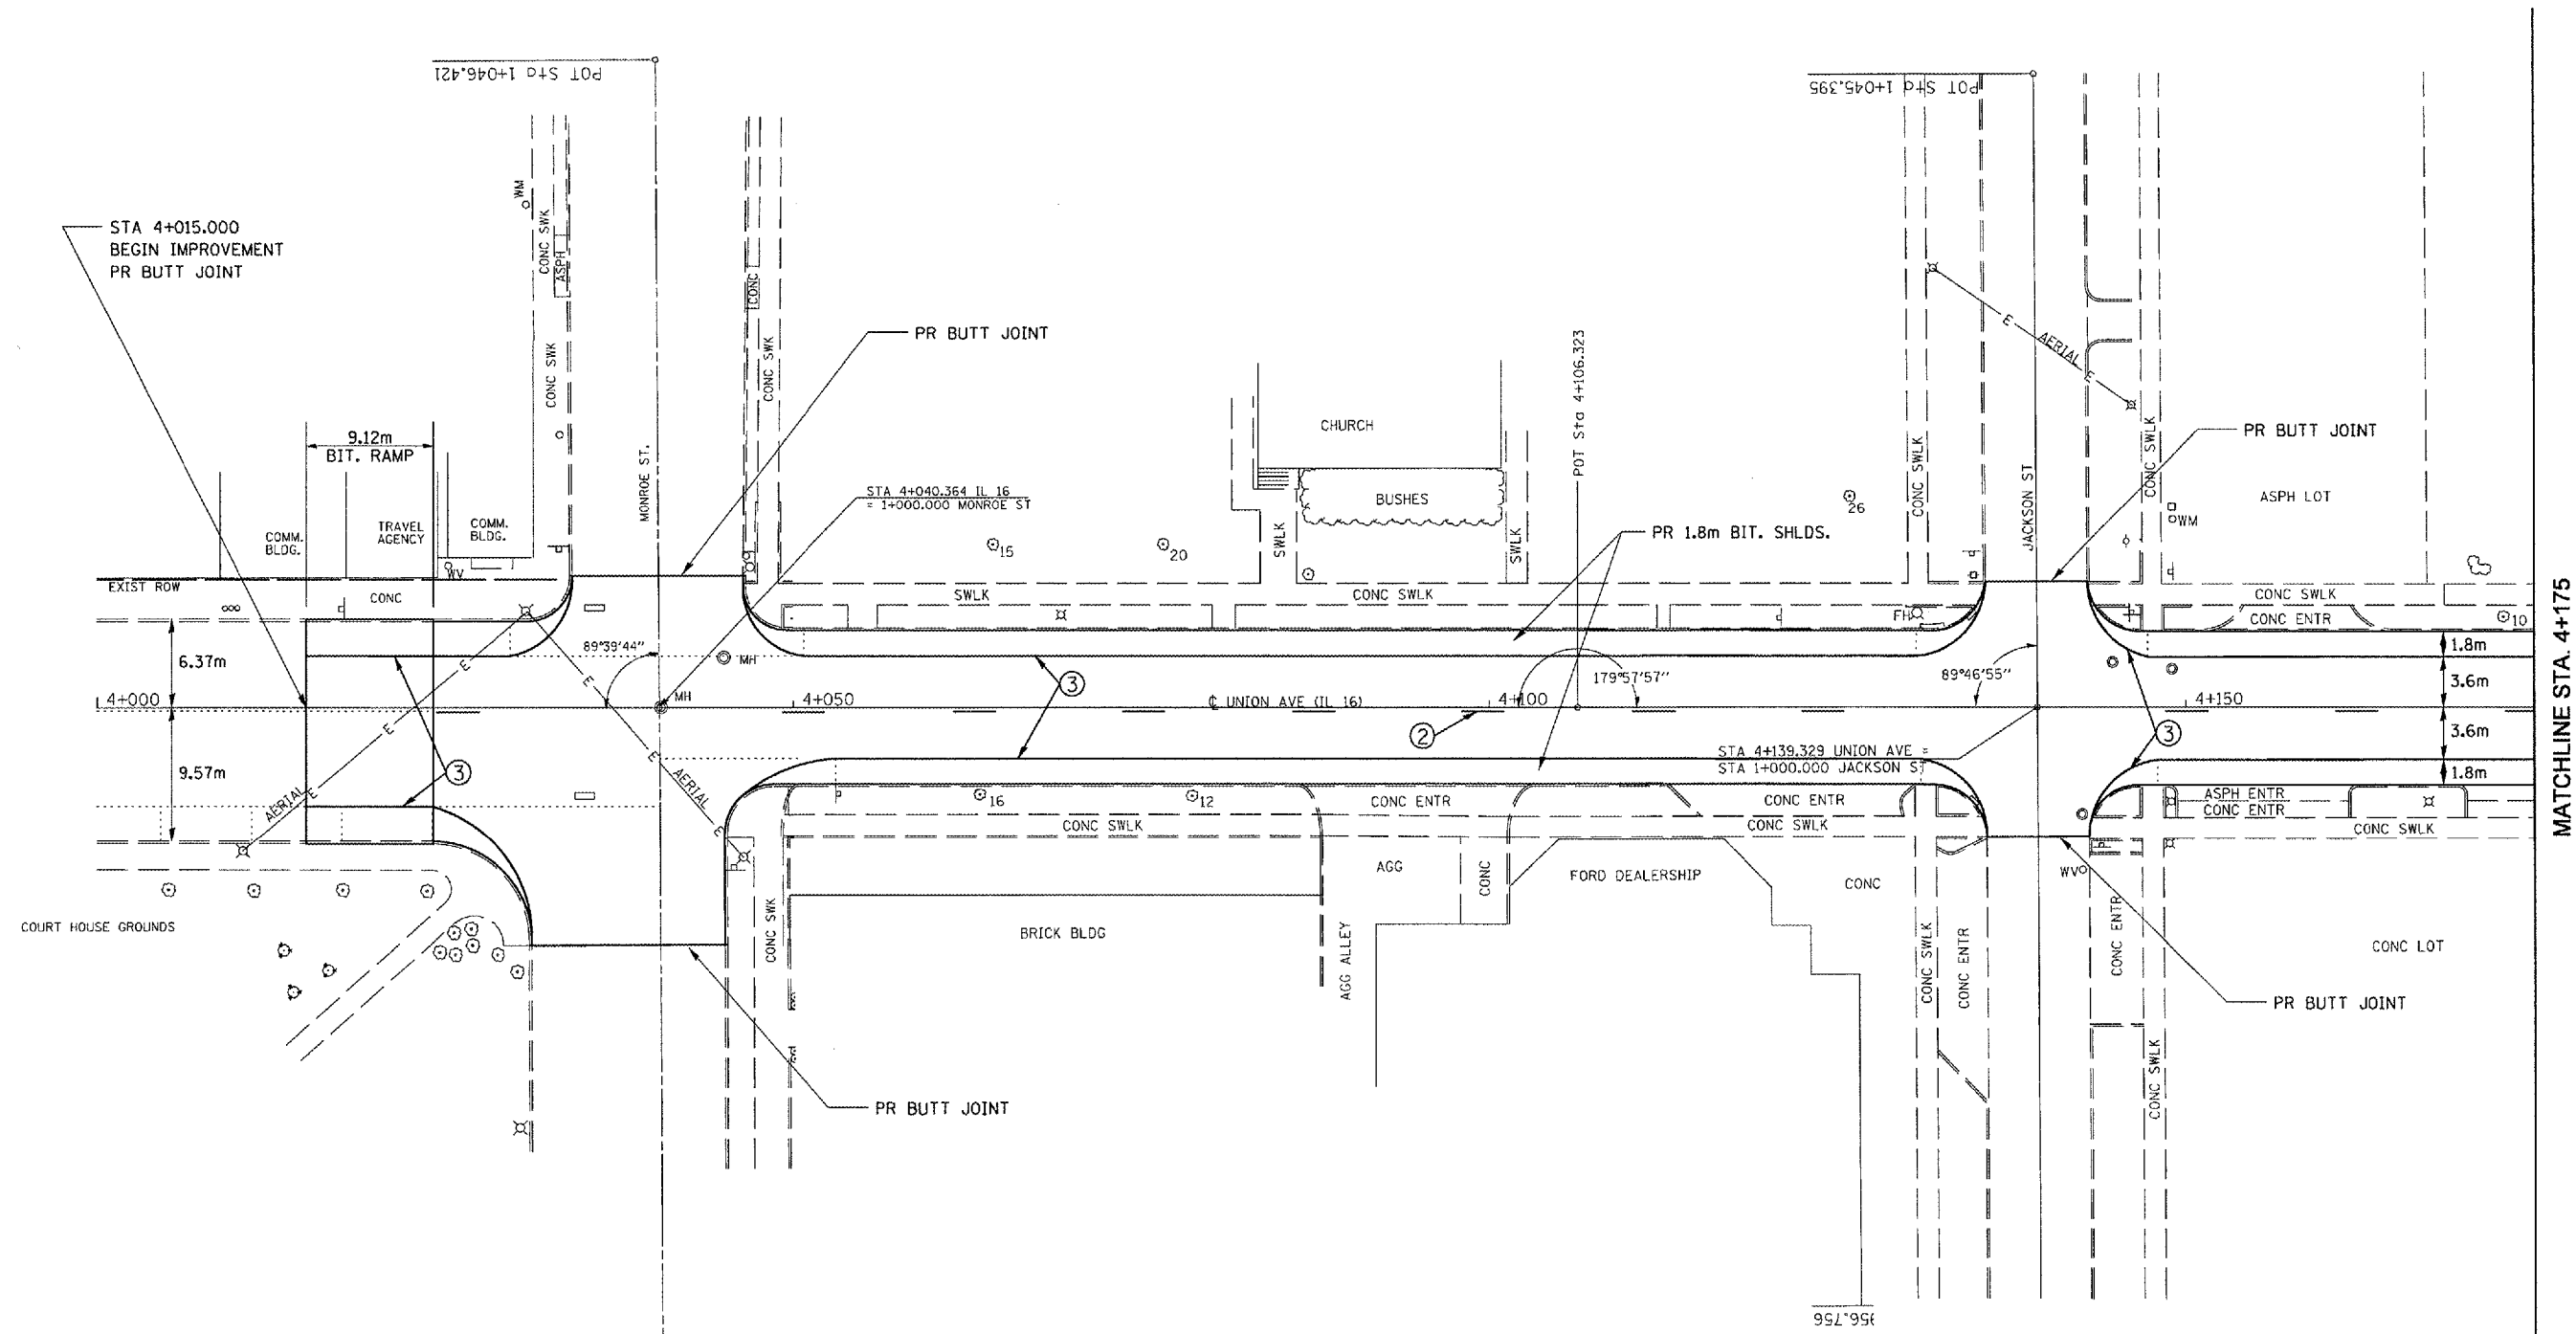 POT Sta 1+046.421
POT Sta 1+045.395
STA 4+015.000
BEGIN IMPROVEMENT
PR BUTT JOINT
WM
CONC SWK
ASPH
CONC SWK
CONC
CONC SWK
MONROE ST.
PR BUTT JOINT
9.12m
BIT. RAMP
COMM.
BLDG.
TRAVEL
AGENCY
COMM.
BLDG.
WV
STA 4+040.364 IL 16
= 1+000.000 MONROE ST
15
20
CHURCH
BUSHES
SWLK
SWLK
POT Sta 4+106.323
PR 1.8m BIT. SHLDS.
26
CONC SWLK
E
AERIAL
E
JACKSON ST
CONC SWLK
PR BUTT JOINT
ASPH LOT
WM
EXIST ROW
CONC
SWLK
CONC SWLK
FH
CONC SWLK
CONC ENTR
10
6.37m
E
E
89°39'44"
MH
MH
3
179°57'57"
89°46'55"
1.8m
3.6m
4+000
4+050
℄ UNION AVE (IL 16)
4+100
4+150
2
3
3.6m
1.8m
9.57m
3
E
E
AERIAL
E
AERIAL
E
STA 4+139.329 UNION AVE =
STA 1+000.000 JACKSON ST
16
12
CONC ENTR
CONC ENTR
ASPH ENTR
CONC ENTR
CONC SWLK
CONC SWLK
CONC SWLK
MATCHLINE STA. 4+175
COURT HOUSE GROUNDS
CONC SWK
BRICK BLDG
AGG
AGG ALLEY
CONC
FORD DEALERSHIP
CONC
WV
CONC SWLK
CONC ENTR
CONC ENTR
CONC SWLK
CONC LOT
PR BUTT JOINT
PR BUTT JOINT
956.756